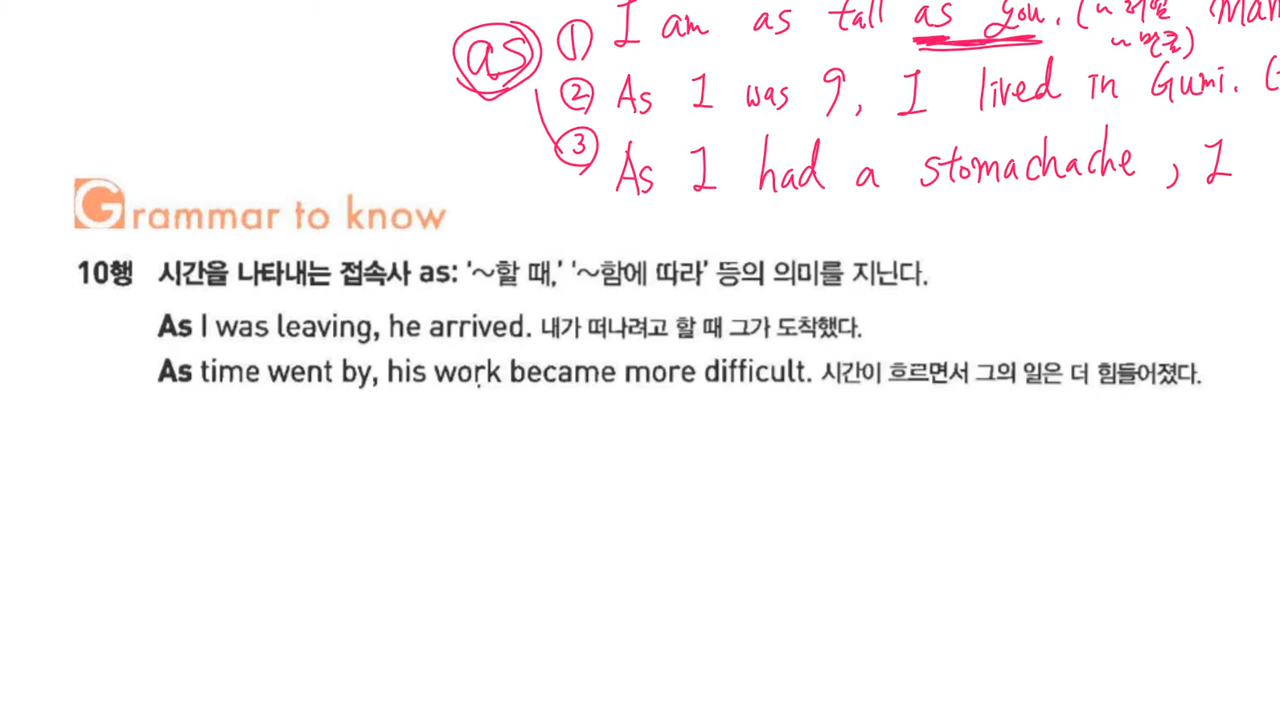 as ① I am as tall as you. (~처럼 man
~만큼)
② As I was 9, I lived in Gumi. (
③ As I had a stomachache, I
Grammar to know
10행 시간을 나타내는 접속사 as: '~할 때,' '~함에 따라' 등의 의미를 지닌다.
As I was leaving, he arrived. 내가 떠나려고 할 때 그가 도착했다.
As time went by, his work became more difficult. 시간이 흐르면서 그의 일은 더 힘들어졌다.